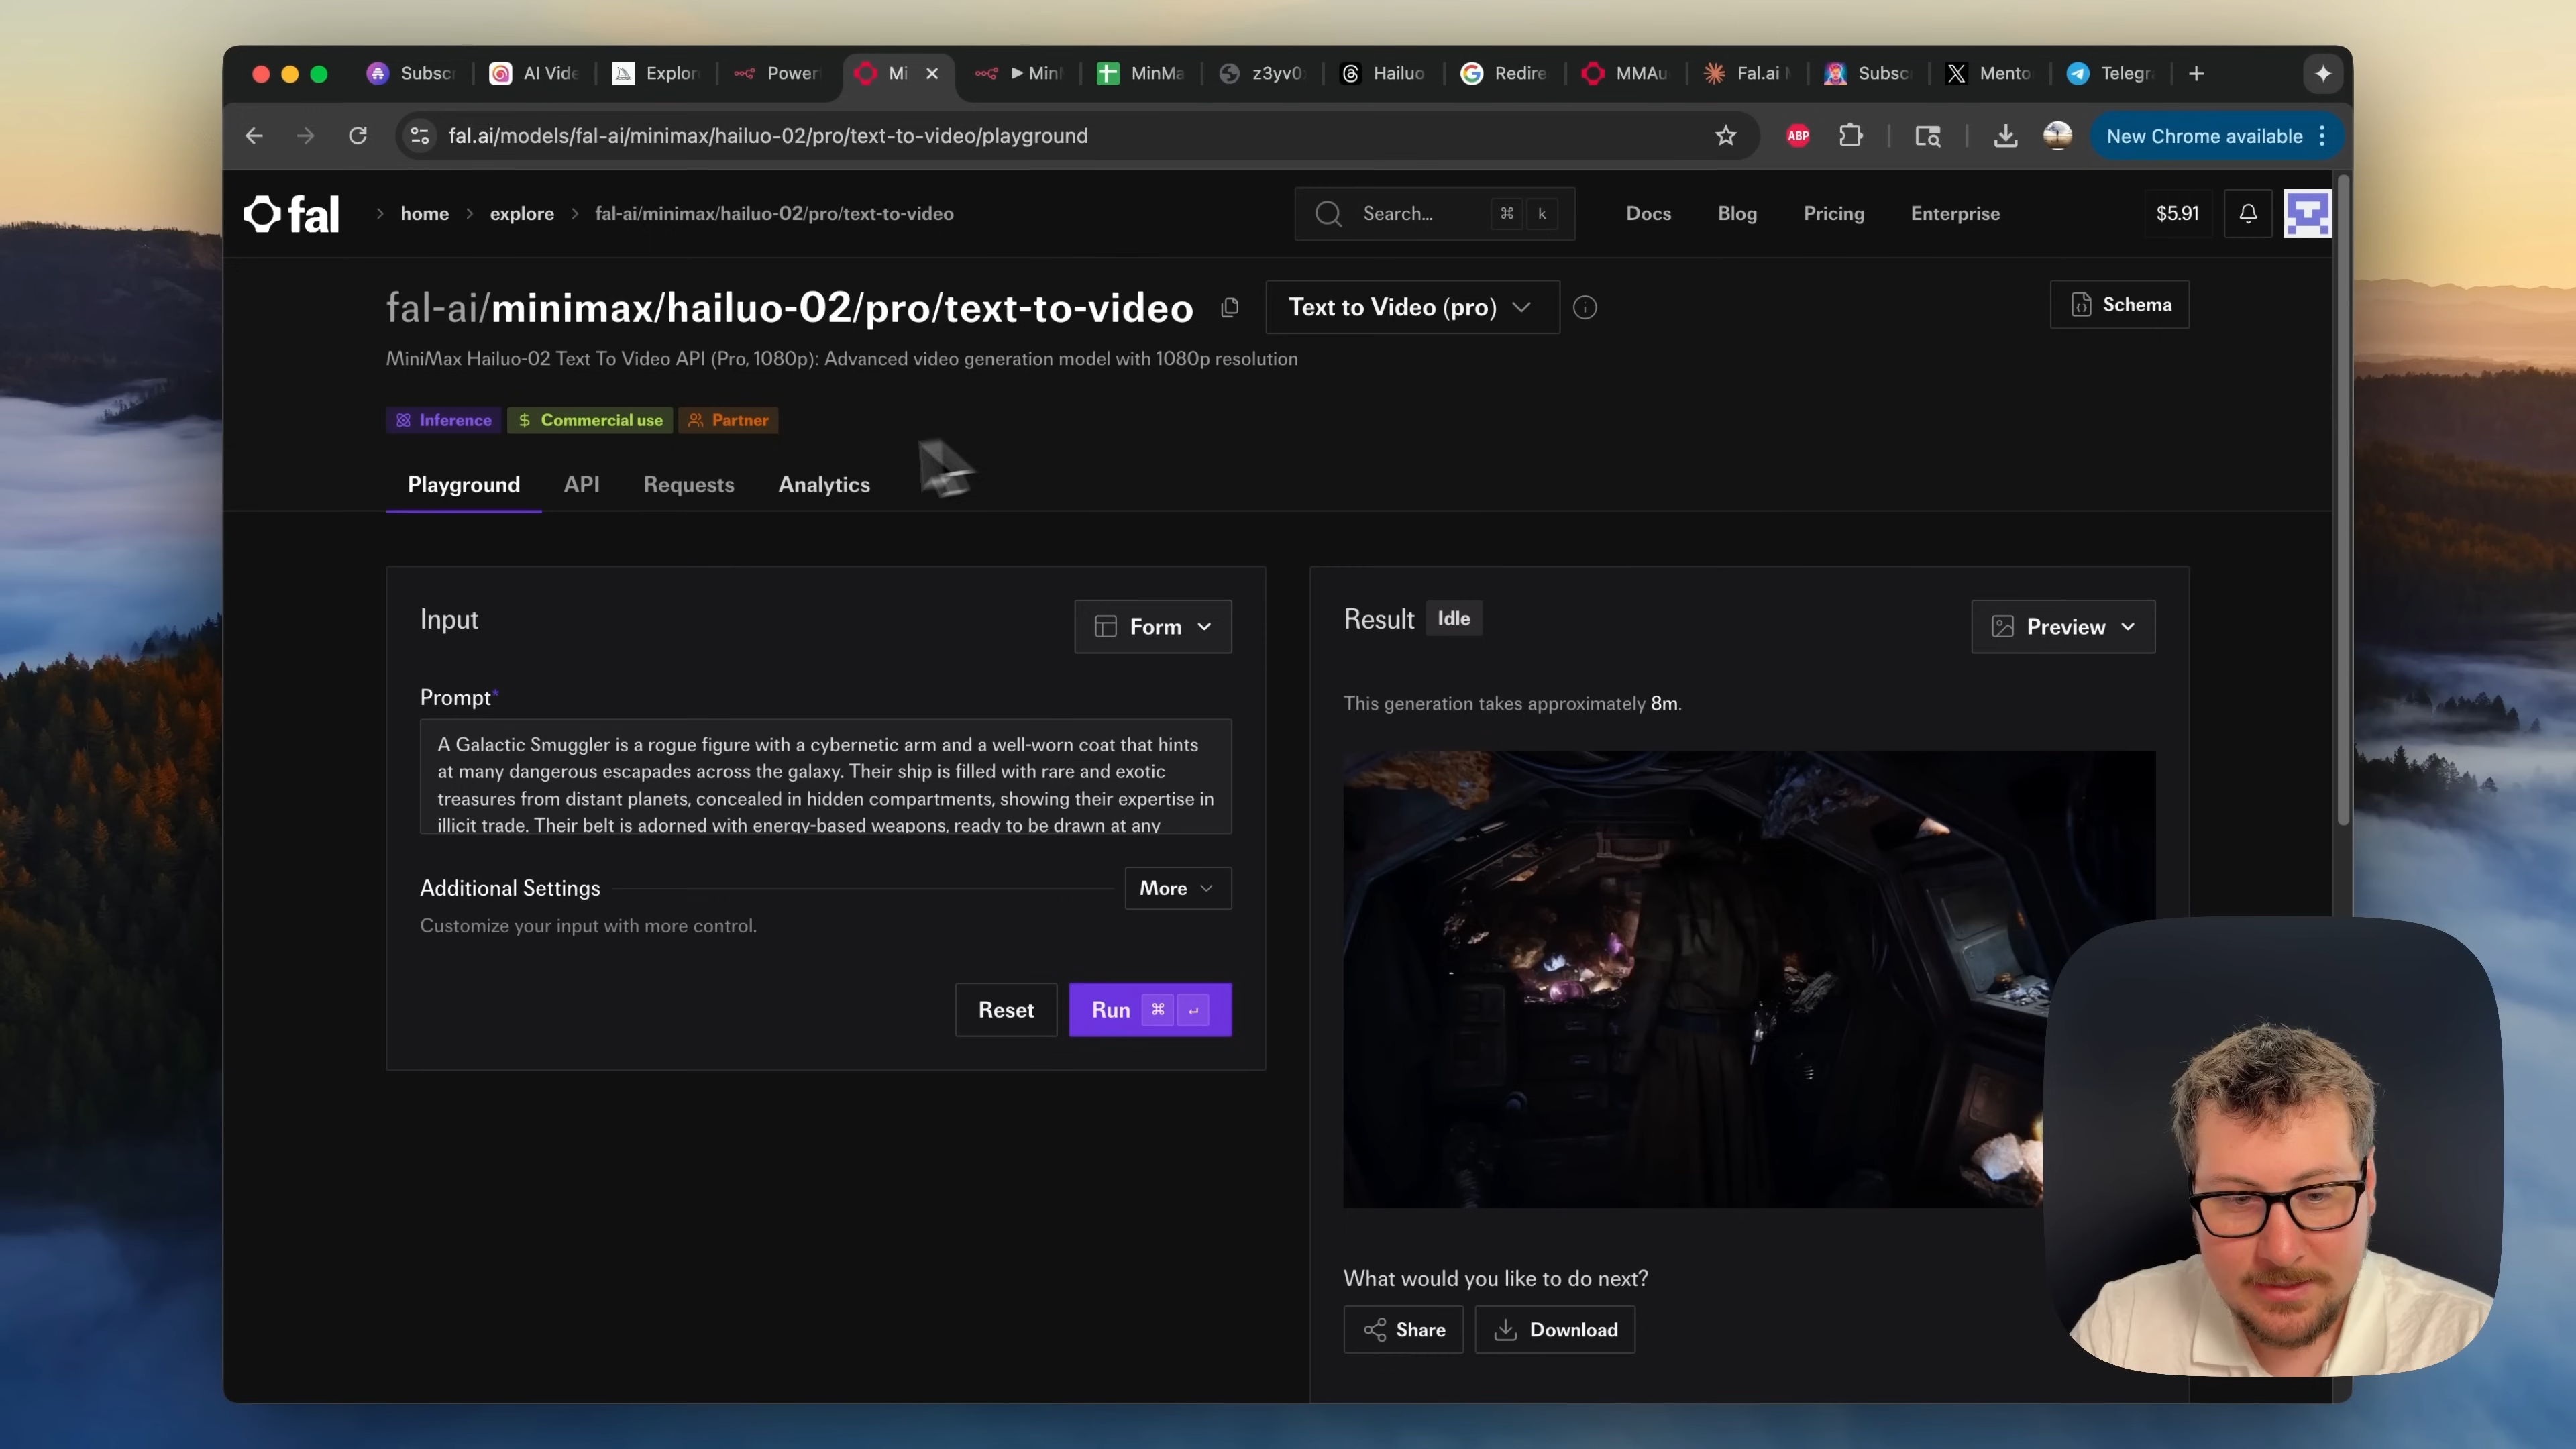 Subsc
AI Vide
Explor
Power
Mi
Min
MinMa
z3yv0
Hailuo
Redire
MMAu
Fal.ai
Subsc
Mento
Telegr
fal.ai/models/fal-ai/minimax/hailuo-02/pro/text-to-video/playground
ABP
New Chrome available
fal
home
explore
fal-ai/minimax/hailuo-02/pro/text-to-video
Search...
⌘ k
Docs
Blog
Pricing
Enterprise
$5.91
fal-ai/minimax/hailuo-02/pro/text-to-video
Text to Video (pro)
Schema
MiniMax Hailuo-02 Text To Video API (Pro, 1080p): Advanced video generation model with 1080p resolution
Inference
Commercial use
Partner
Playground
API
Requests
Analytics
Input
Form
Prompt*
A Galactic Smuggler is a rogue figure with a cybernetic arm and a well-worn coat that hints
at many dangerous escapades across the galaxy. Their ship is filled with rare and exotic
treasures from distant planets, concealed in hidden compartments, showing their expertise in
illicit trade. Their belt is adorned with energy-based weapons, ready to be drawn at any
Additional Settings
More
Customize your input with more control.
Reset
Run ⌘ ↵
Result
Idle
Preview
This generation takes approximately 8m.
What would you like to do next?
Share
Download